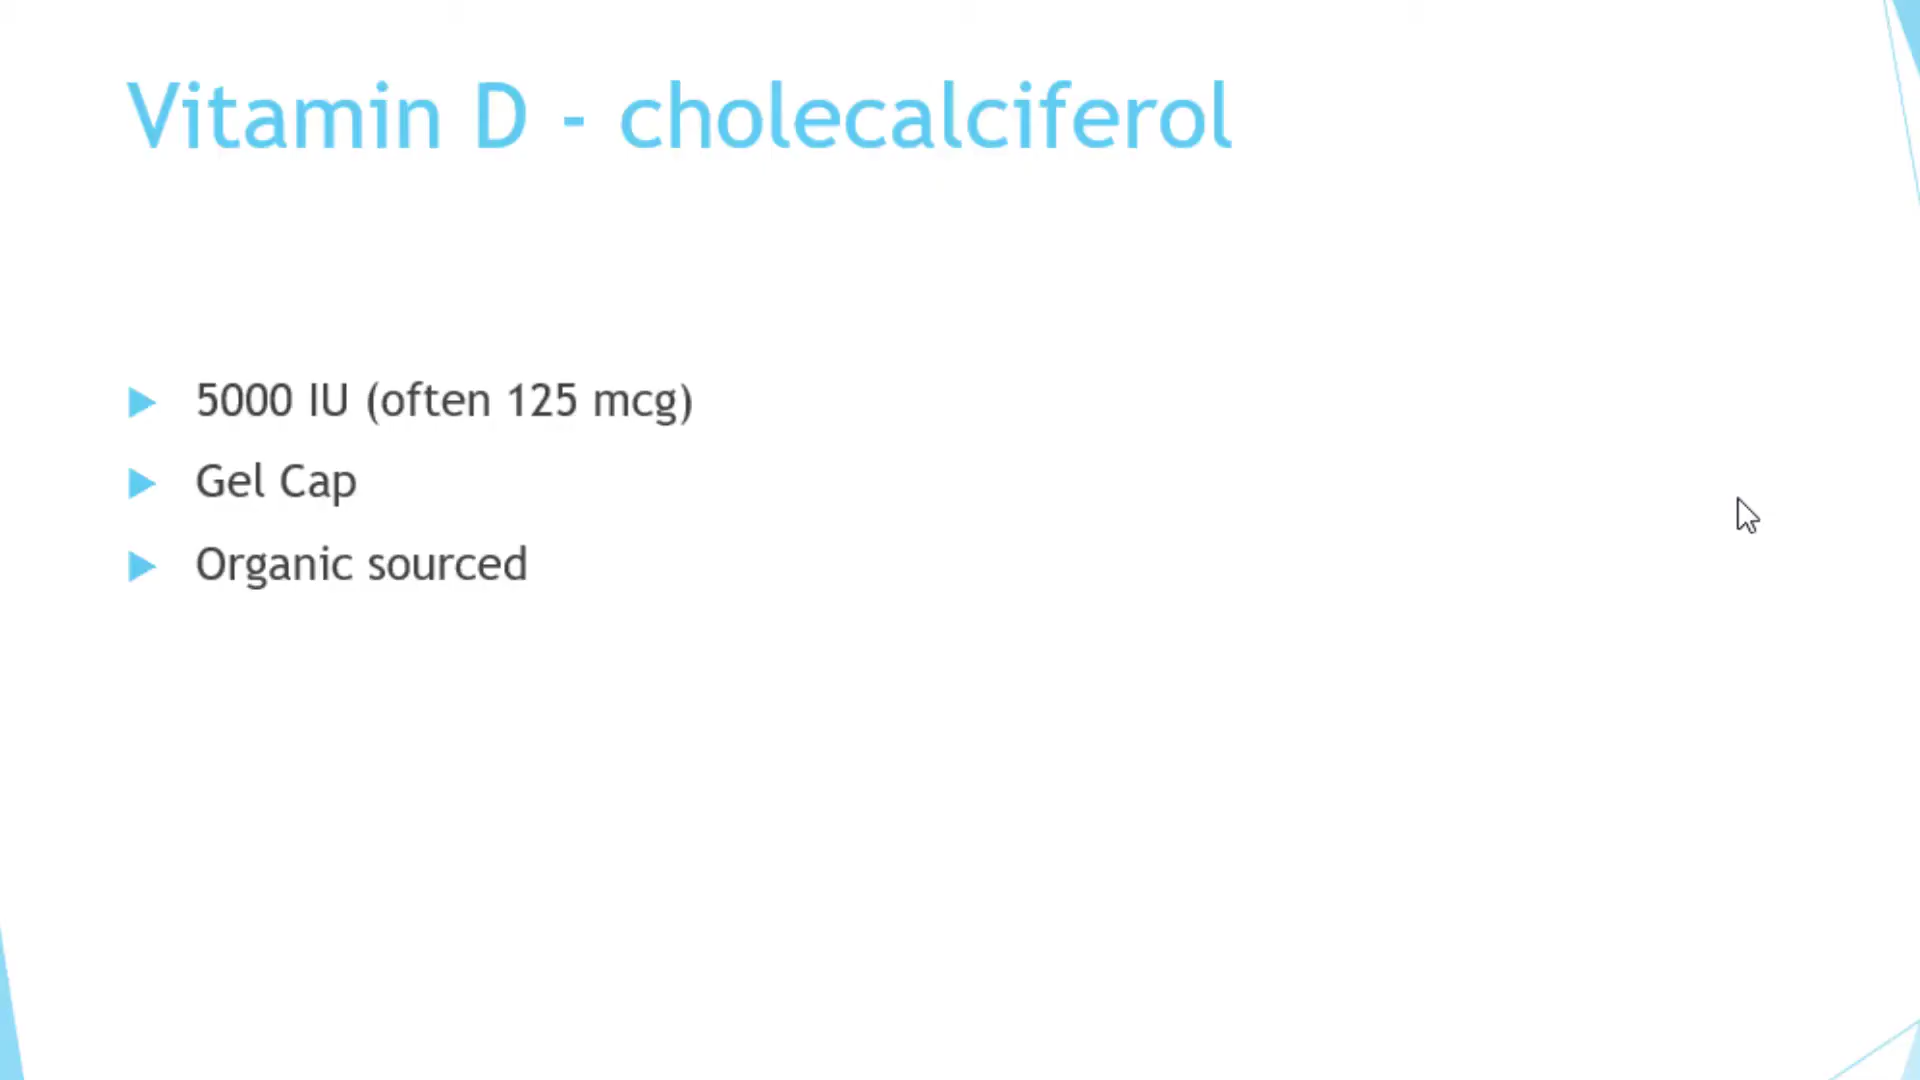 Vitamin D - cholecalciferol
5000 IU (often 125 mcg)
Gel Cap
Organic sourced